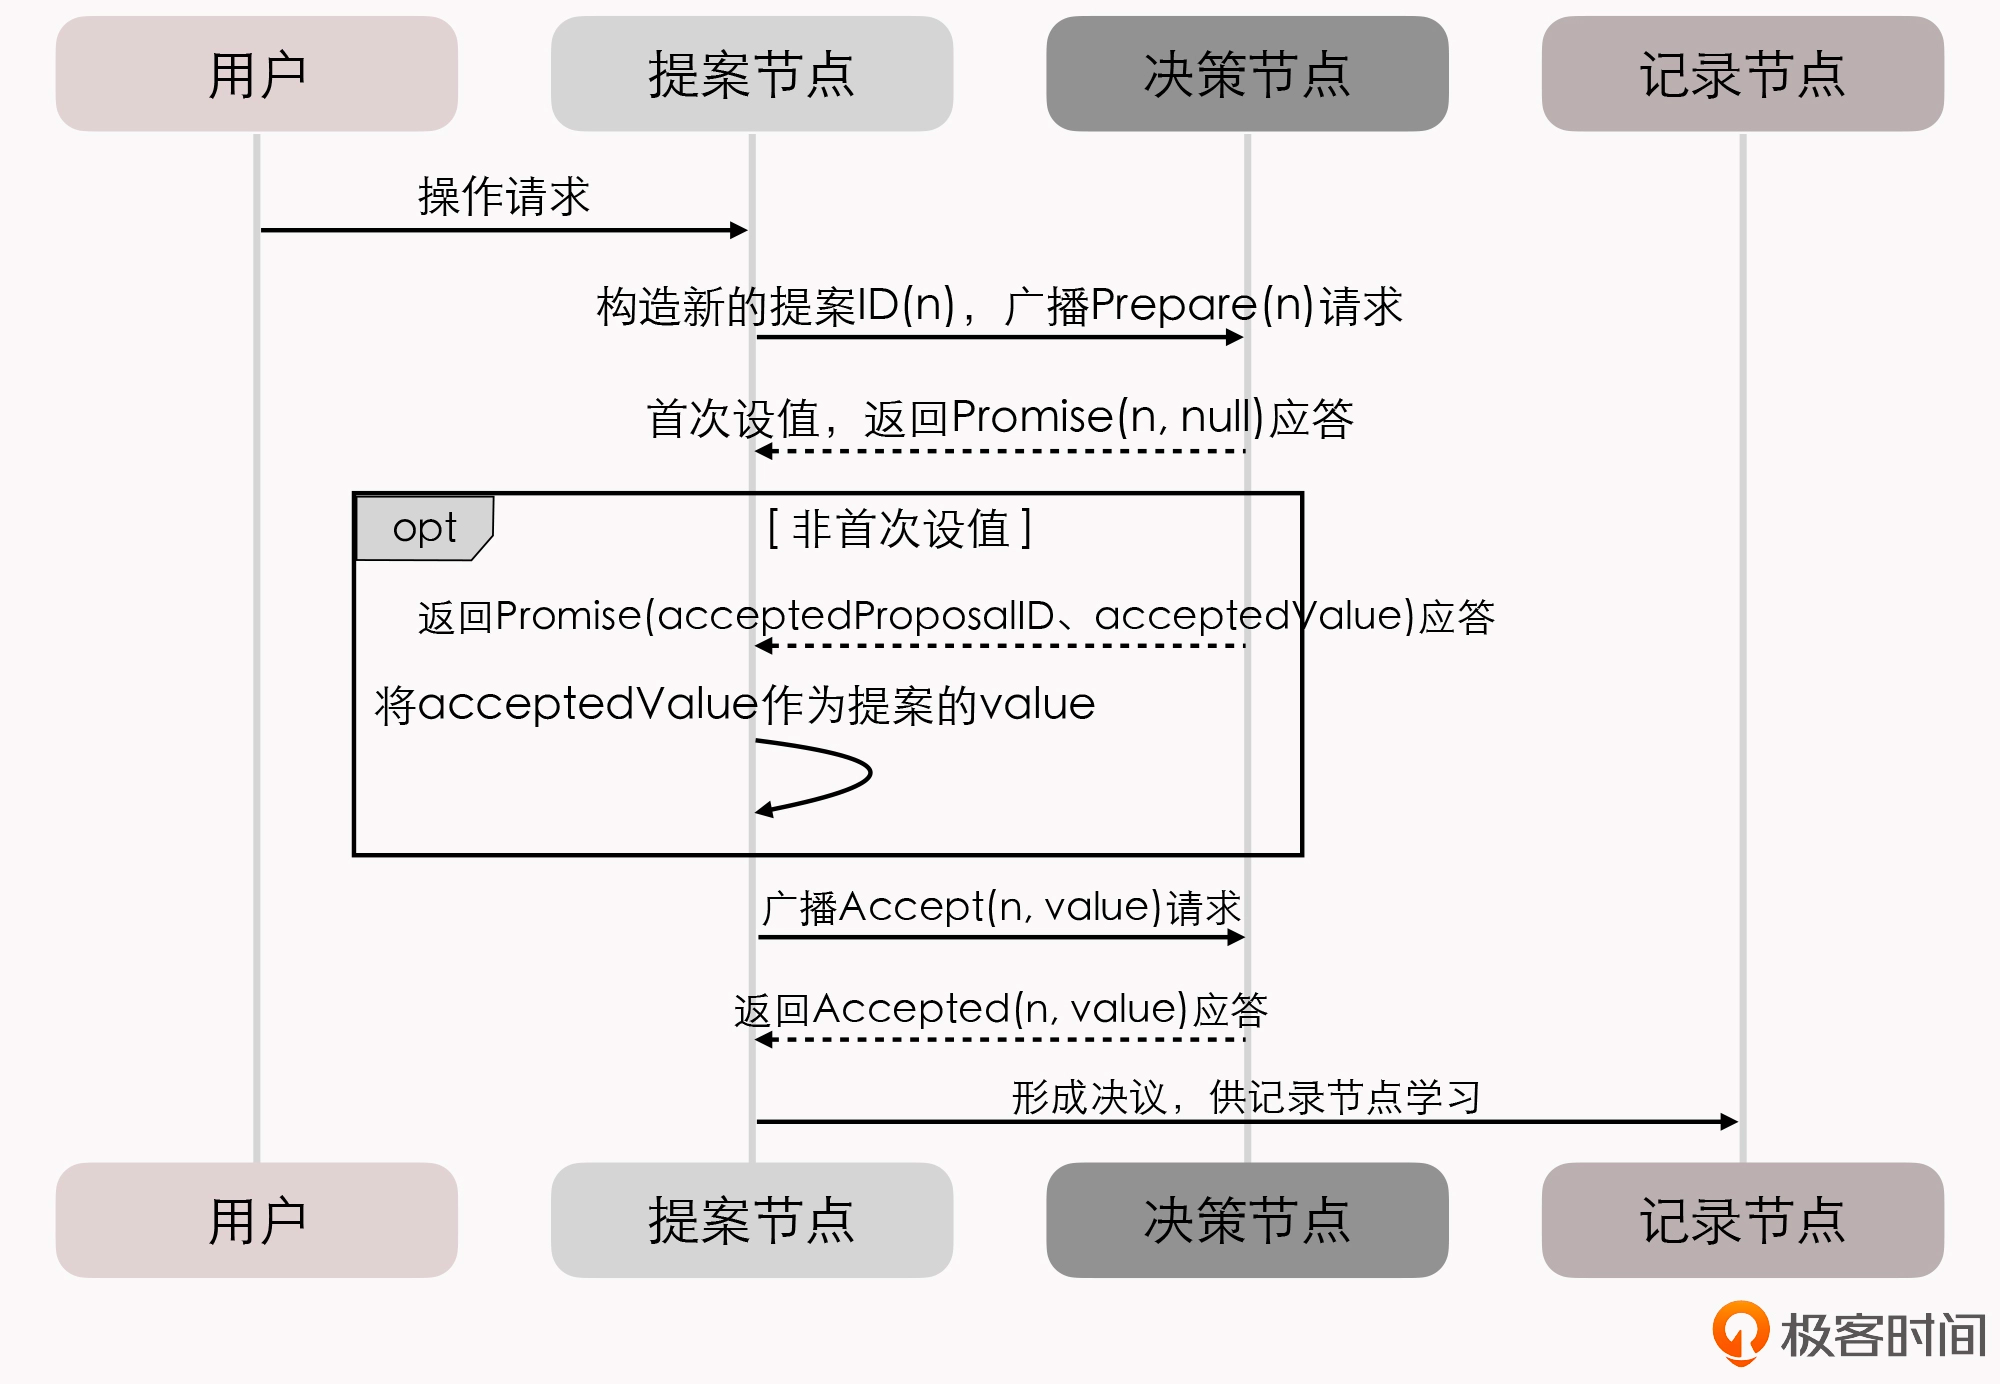 用户
提案节点
决策节点
记录节点
操作请求
构造新的提案ID(n)，广播Prepare(n)请求
首次设值，返回Promise(n, null)应答
opt
[ 非首次设值 ]
返回Promise(acceptedProposalID、acceptedValue)应答
将acceptedValue作为提案的value
广播Accept(n, value)请求
返回Accepted(n, value)应答
形成决议，供记录节点学习
用户
提案节点
决策节点
记录节点
极客时间